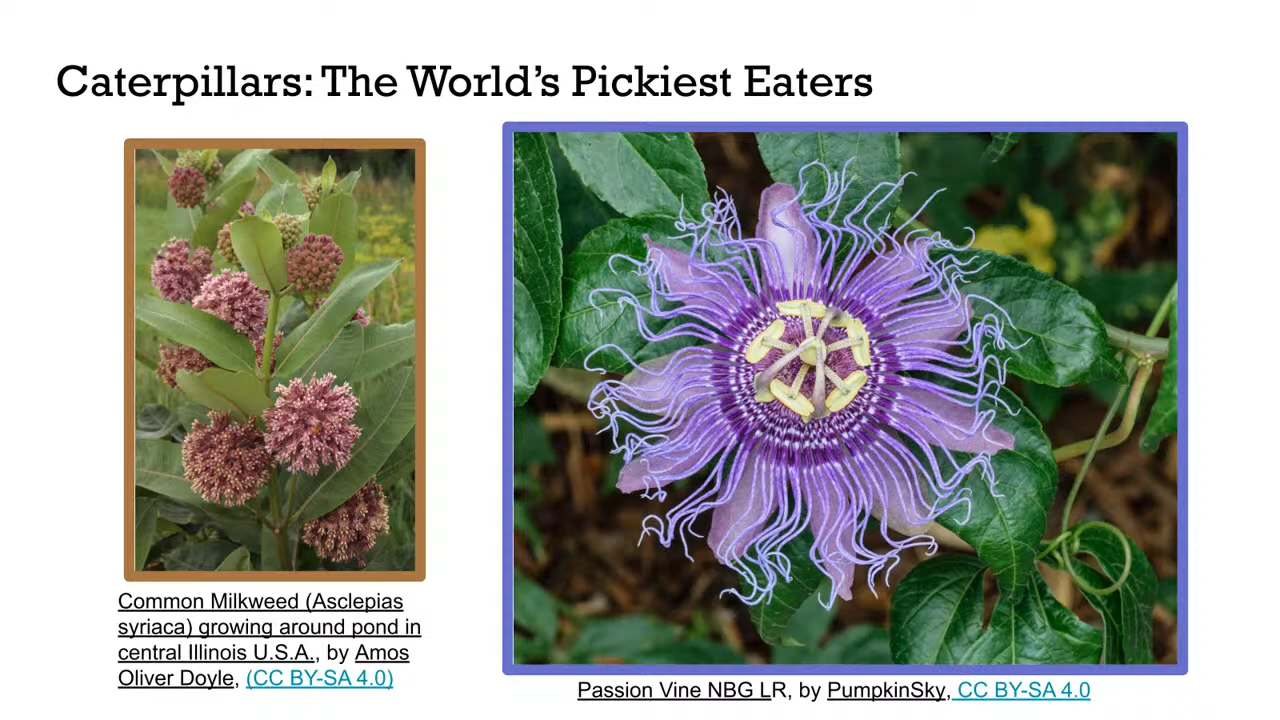 Caterpillars: The World's Pickiest Eaters
Common Milkweed (Asclepias
syriaca) growing around pond in
central Illinois U.S.A., by Amos
Oliver Doyle, (CC BY-SA 4.0)
Passion Vine NBG LR, by PumpkinSky, CC BY-SA 4.0